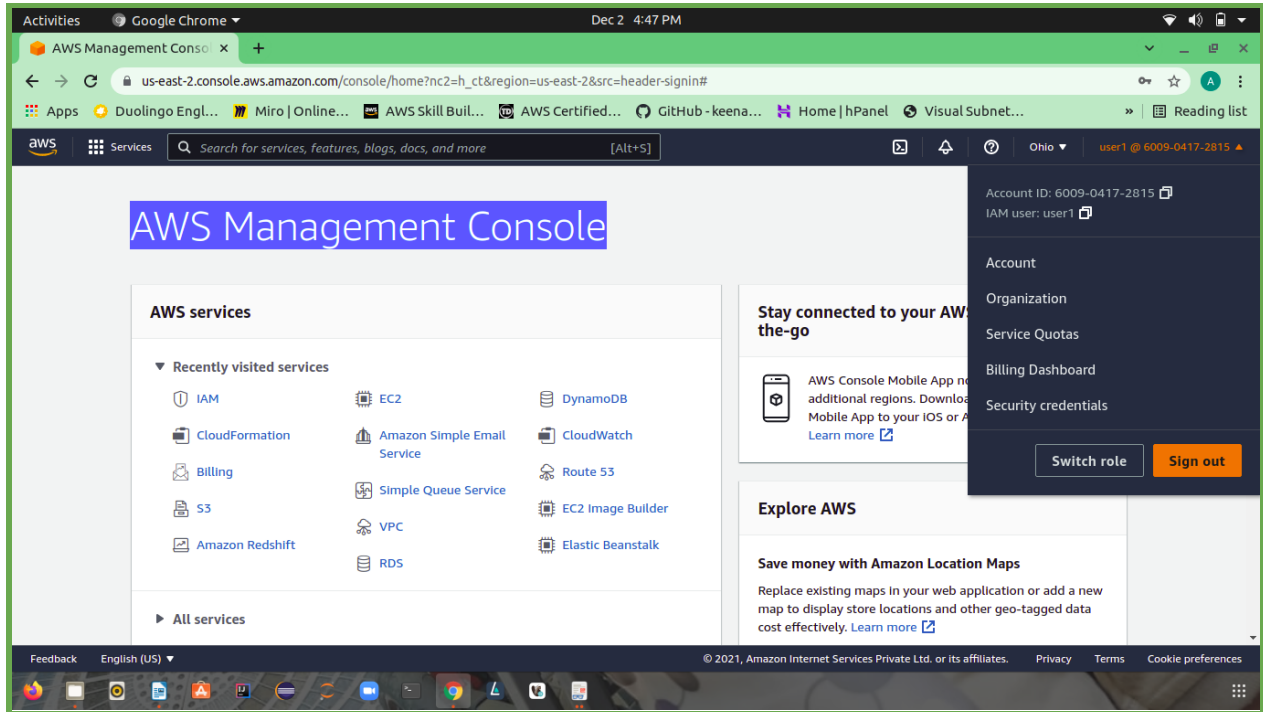 Activities Google Chrome Dec 2 4:47 PM
AWS Management Consol
us-east-2.console.aws.amazon.com/console/home?nc2=h_ct&region=us-east-2&src=header-signin#
A
Apps Duolingo Engl... Miro | Online... AWS Skill Buil... AWS Certified... GitHub - keena... Home | hPanel Visual Subnet... » Reading list
aws Services Search for services, features, blogs, docs, and more [Alt+S] Ohio user1 @ 6009-0417-2815
Account ID: 6009-0417-2815
IAM user: user1
Account
Organization
Service Quotas
Billing Dashboard
Security credentials
Switch role Sign out
AWS Management Console
AWS services
Recently visited services
IAM
CloudFormation
Billing
S3
Amazon Redshift
EC2
Amazon Simple Email
Service
Simple Queue Service
VPC
RDS
DynamoDB
CloudWatch
Route 53
EC2 Image Builder
Elastic Beanstalk
All services
Stay connected to your AW
the-go
AWS Console Mobile App no
additional regions. Downloa
Mobile App to your iOS or A
Learn more
Explore AWS
Save money with Amazon Location Maps
Replace existing maps in your web application or add a new
map to display store locations and other geo-tagged data
cost effectively. Learn more
Feedback English (US) © 2021, Amazon Internet Services Private Ltd. or its affiliates. Privacy Terms Cookie preferences